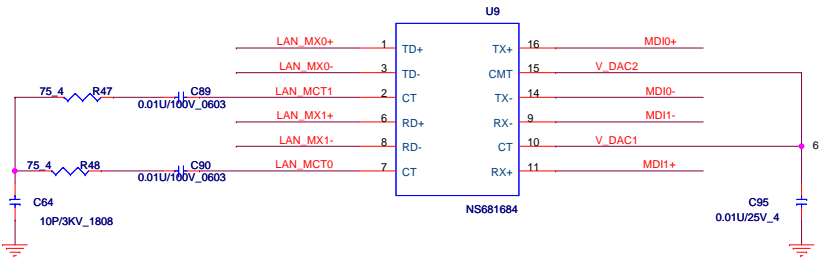 U9
LAN_MX0+ 1 TD+ TX+ 16 MDI0+
LAN_MX0- 3 TD- CMT 15 V_DAC2
75_4 R47 C89 LAN_MCT1 2 CT TX- 14 MDI0-
0.01U/100V_0603
LAN_MX1+ 6 RD+ RX- 9 MDI1-
LAN_MX1- 8 RD- CT 10 V_DAC1 6
75_4 R48 C90 LAN_MCT0 7 CT RX+ 11 MDI1+
0.01U/100V_0603
C64 NS681684 C95
10P/3KV_1808 0.01U/25V_4